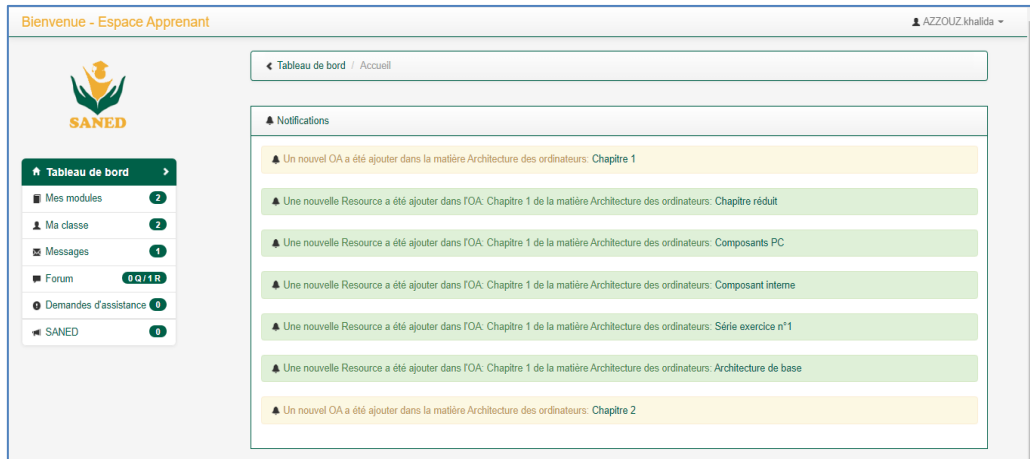 Bienvenue - Espace Apprenant
AZZOUZ.khalida
SANED
Tableau de bord / Accueil
Notifications
Un nouvel OA a été ajouter dans la matière Architecture des ordinateurs: Chapitre 1
Une nouvelle Resource a été ajouter dans l'OA: Chapitre 1 de la matière Architecture des ordinateurs: Chapitre réduit
Une nouvelle Resource a été ajouter dans l'OA: Chapitre 1 de la matière Architecture des ordinateurs: Composants PC
Une nouvelle Resource a été ajouter dans l'OA: Chapitre 1 de la matière Architecture des ordinateurs: Composant interne
Une nouvelle Resource a été ajouter dans l'OA: Chapitre 1 de la matière Architecture des ordinateurs: Série exercice n°1
Une nouvelle Resource a été ajouter dans l'OA: Chapitre 1 de la matière Architecture des ordinateurs: Architecture de base
Un nouvel OA a été ajouter dans la matière Architecture des ordinateurs: Chapitre 2
Tableau de bord
Mes modules 2
Ma classe 2
Messages 1
Forum 0 Q / 1 R
Demandes d'assistance 0
SANED 0